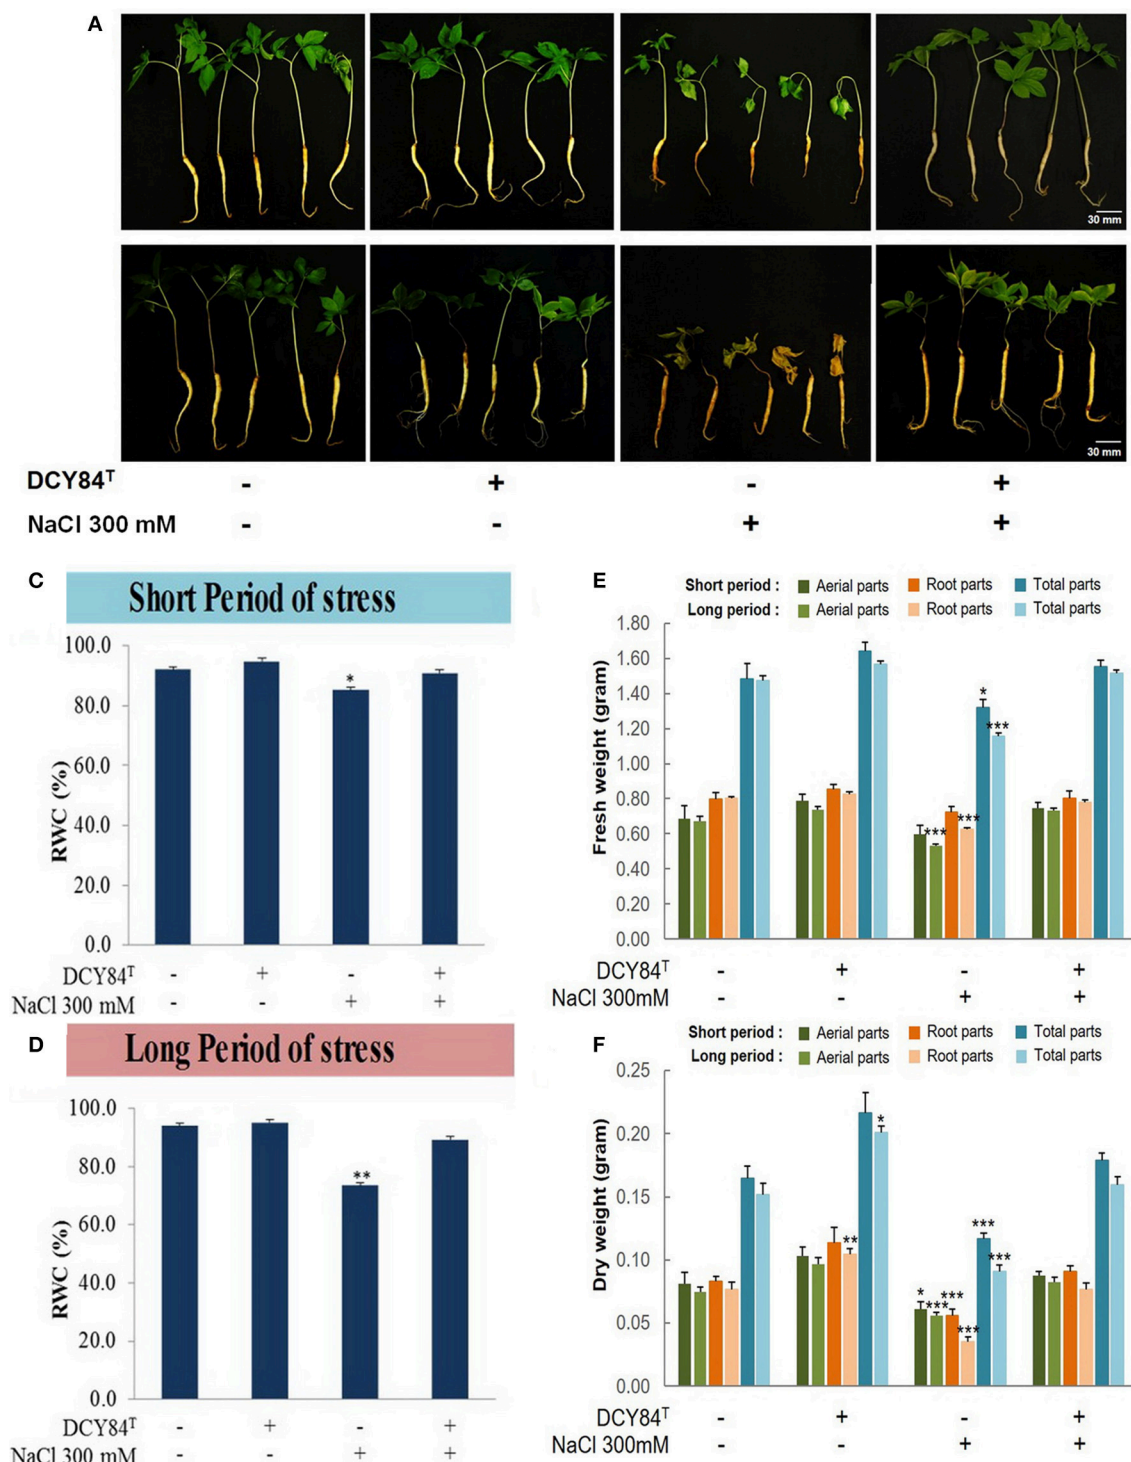 A
30 mm
30 mm
DCY84ᵀ - + - +
NaCl 300 mM - - + +
C
Short Period of stress
100.0
80.0
60.0
40.0
20.0
0.0
RWC (%)
*
DCY84ᵀ - + - +
NaCl 300 mM - - + +
D
Long Period of stress
100.0
80.0
60.0
40.0
20.0
0.0
RWC (%)
**
DCY84ᵀ - + - +
NaCl 300 mM - - + +
E
Short period : Aerial parts Root parts Total parts
Long period : Aerial parts Root parts Total parts
1.80
1.60
1.40
1.20
1.00
0.80
0.60
0.40
0.20
0.00
Fresh weight (gram)
*** *** * ***
DCY84ᵀ - + - +
NaCl 300mM - - + +
F
Short period : Aerial parts Root parts Total parts
Long period : Aerial parts Root parts Total parts
0.25
0.20
0.15
0.10
0.05
0.00
Dry weight (gram)
** * * *** *** *** *** ***
DCY84ᵀ - + - +
NaCl 300mM - - + +